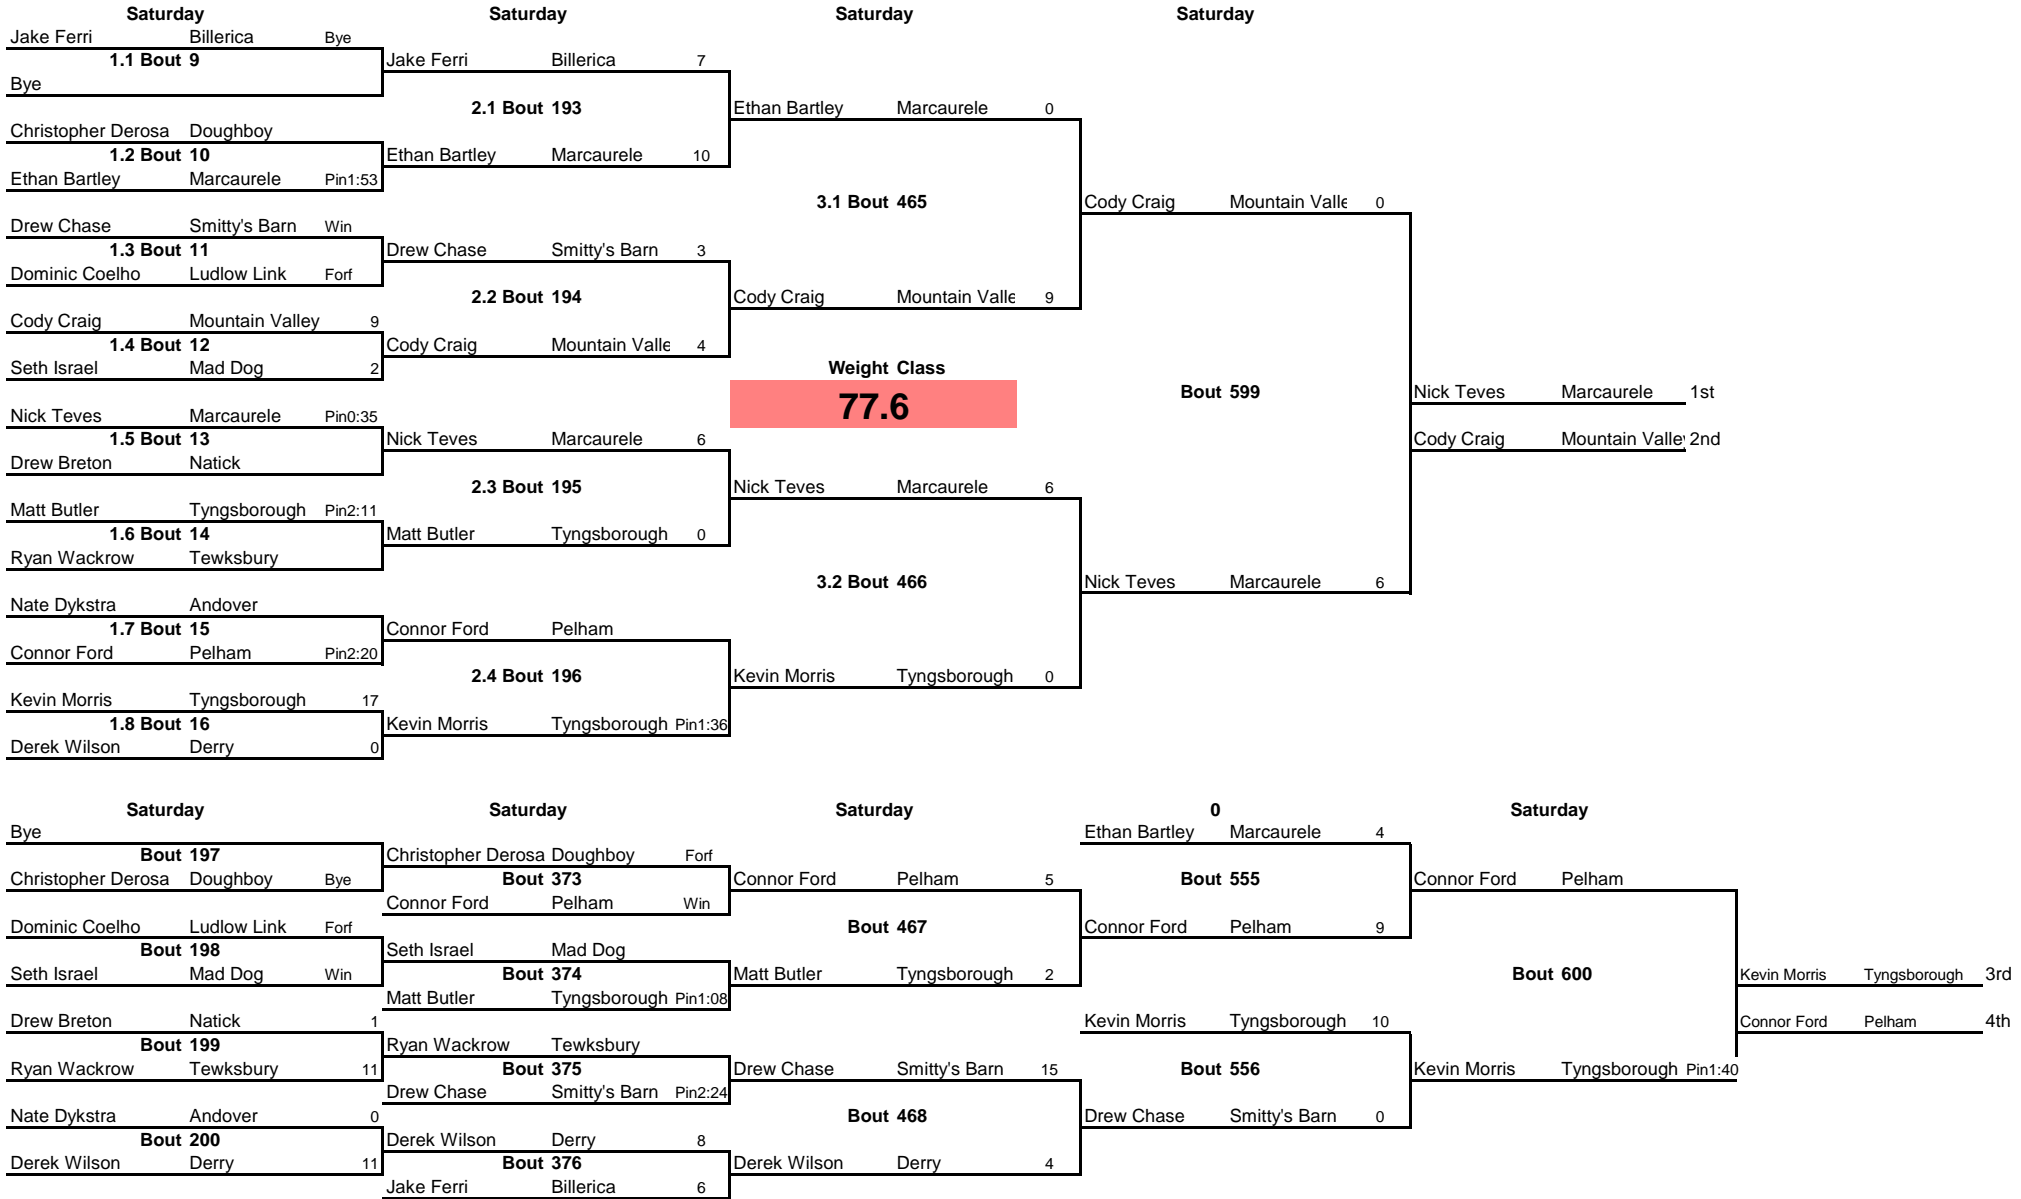 Saturday Saturday Saturday Saturday
Jake Ferri Billerica Bye
1.1 Bout 9 Jake Ferri Billerica 7
Bye
2.1 Bout 193 Ethan Bartley Marcaurele 0
Christopher Derosa Doughboy
1.2 Bout 10 Ethan Bartley Marcaurele 10
Ethan Bartley Marcaurele Pin1:53
3.1 Bout 465 Cody Craig Mountain Valle 0
Drew Chase Smitty's Barn Win
1.3 Bout 11 Drew Chase Smitty's Barn 3
Dominic Coelho Ludlow Link Forf
2.2 Bout 194 Cody Craig Mountain Valle 9
Cody Craig Mountain Valley 9
1.4 Bout 12 Cody Craig Mountain Valle 4
Seth Israel Mad Dog 2 Weight Class
Bout 599 Nick Teves Marcaurele 1st
77.6
Nick Teves Marcaurele Pin0:35
1.5 Bout 13 Nick Teves Marcaurele 6 Cody Craig Mountain Valley 2nd
Drew Breton Natick
2.3 Bout 195 Nick Teves Marcaurele 6
Matt Butler Tyngsborough Pin2:11
1.6 Bout 14 Matt Butler Tyngsborough 0
Ryan Wackrow Tewksbury
3.2 Bout 466 Nick Teves Marcaurele 6
Nate Dykstra Andover
1.7 Bout 15 Connor Ford Pelham
Connor Ford Pelham Pin2:20
2.4 Bout 196 Kevin Morris Tyngsborough 0
Kevin Morris Tyngsborough 17
1.8 Bout 16 Kevin Morris Tyngsborough Pin1:36
Derek Wilson Derry 0
Saturday Saturday Saturday 0 Saturday
Bye Ethan Bartley Marcaurele 4
Bout 197 Christopher Derosa Doughboy Forf
Christopher Derosa Doughboy Bye Bout 373 Connor Ford Pelham 5 Bout 555 Connor Ford Pelham
Connor Ford Pelham Win
Dominic Coelho Ludlow Link Forf Bout 467 Connor Ford Pelham 9
Bout 198 Seth Israel Mad Dog
Seth Israel Mad Dog Win Bout 374 Matt Butler Tyngsborough 2 Bout 600 Kevin Morris Tyngsborough 3rd
Matt Butler Tyngsborough Pin1:08
Drew Breton Natick 1 Kevin Morris Tyngsborough 10 Connor Ford Pelham 4th
Bout 199 Ryan Wackrow Tewksbury
Ryan Wackrow Tewksbury 11 Bout 375 Drew Chase Smitty's Barn 15 Bout 556 Kevin Morris Tyngsborough Pin1:40
Drew Chase Smitty's Barn Pin2:24
Nate Dykstra Andover 0 Bout 468 Drew Chase Smitty's Barn 0
Bout 200 Derek Wilson Derry 8
Derek Wilson Derry 11 Bout 376 Derek Wilson Derry 4
Jake Ferri Billerica 6